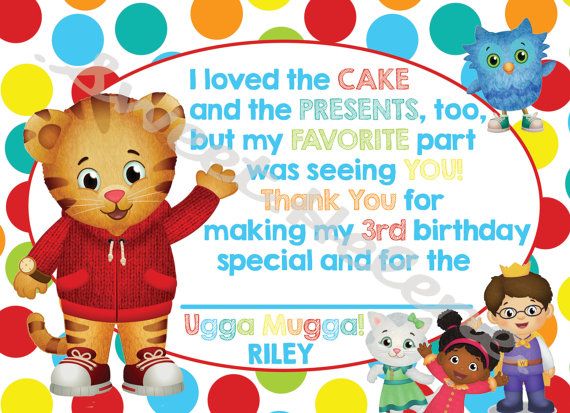 I loved the CAKE
and the PRESENTS, too,
but my FAVORITE part
was seeing YOU!
Thank You for
making my 3rd birthday
special and for the
Ugga Mugga!
RILEY